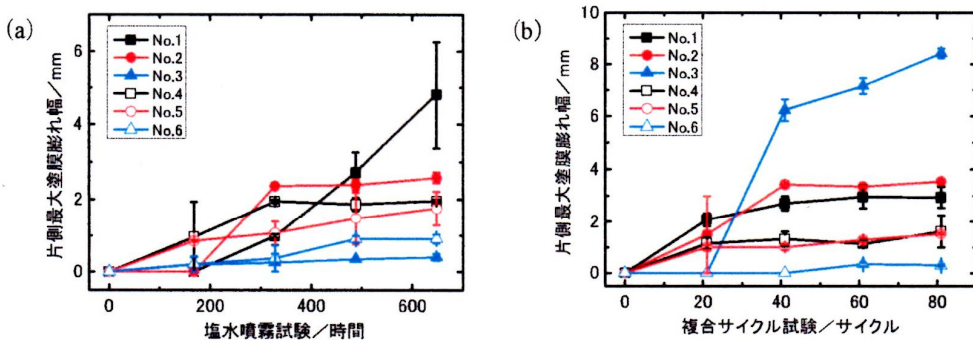 (a)
片側最大塗膜膨れ幅／mm
6
4
2
0
No.1
No.2
No.3
No.4
No.5
No.6
0 200 400 600
塩水噴霧試験／時間
(b)
片側最大塗膜膨れ幅／mm
10
8
6
4
2
0
No.1
No.2
No.3
No.4
No.5
No.6
0 20 40 60 80
複合サイクル試験／サイクル